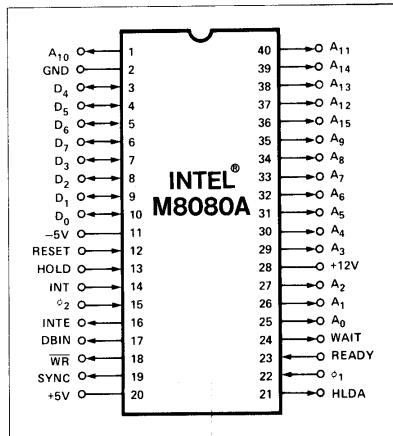 A₁₀ 1 40 A₁₁
GND 2 39 A₁₄
D₄ 3 38 A₁₃
D₅ 4 37 A₁₂
D₆ 5 36 A₁₅
D₇ 6 35 A₉
D₃ 7 34 A₈
D₂ 8 33 A₇
D₁ 9 32 A₆
D₀ 10 31 A₅
INTEL®
M8080A
−5V 11 30 A₄
RESET 12 29 A₃
HOLD 13 28 +12V
INT 14 27 A₂
ϕ₂ 15 26 A₁
INTE 16 25 A₀
DBIN 17 24 WAIT
W̅R̅ 18 23 READY
SYNC 19 22 ϕ₁
+5V 20 21 HLDA